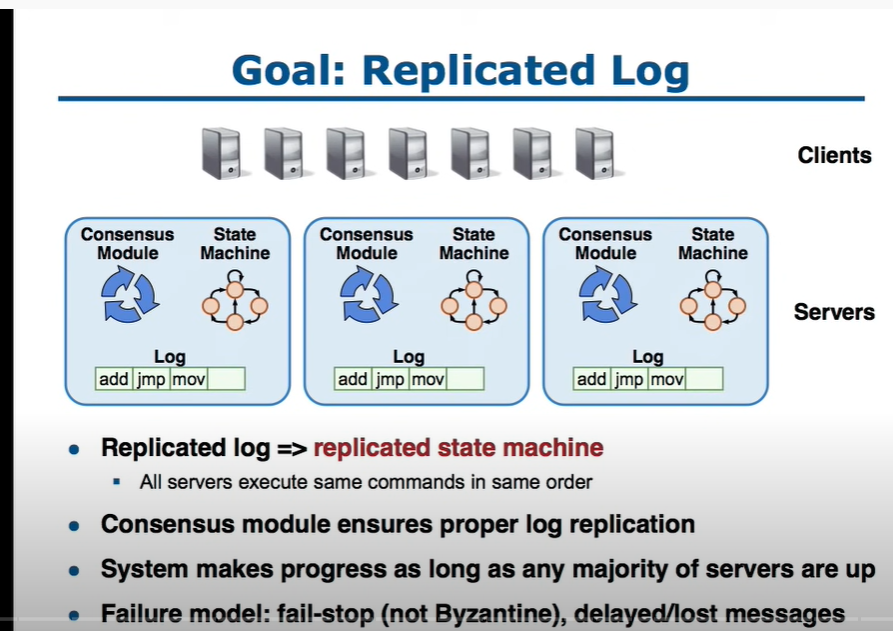 Goal: Replicated Log
Clients
Consensus Module
State Machine
Log
add jmp mov
Consensus Module
State Machine
Log
add jmp mov
Consensus Module
State Machine
Log
add jmp mov
Servers
Replicated log => replicated state machine
All servers execute same commands in same order
Consensus module ensures proper log replication
System makes progress as long as any majority of servers are up
Failure model: fail-stop (not Byzantine), delayed/lost messages